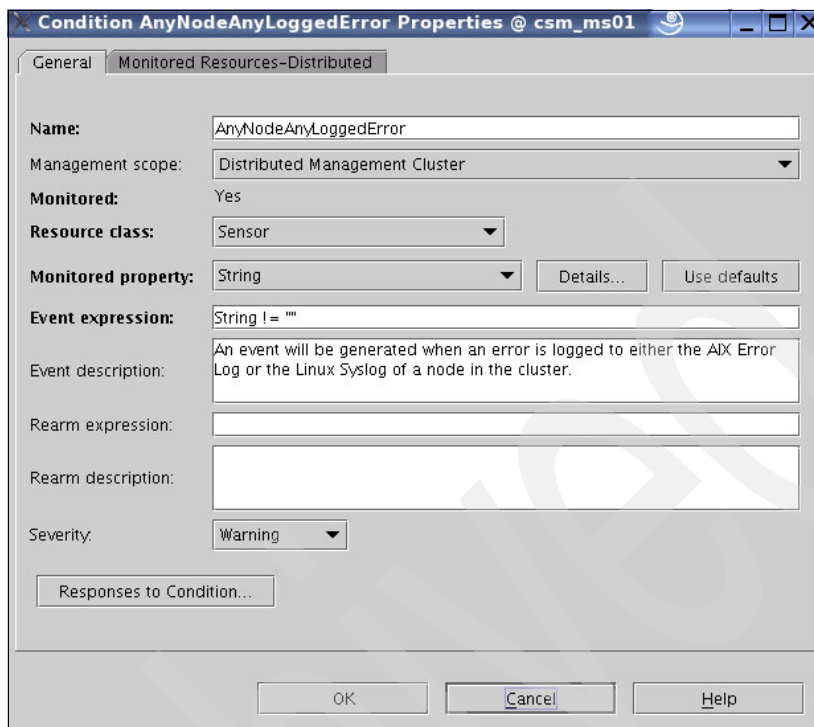 Condition AnyNodeAnyLoggedError Properties @ csm_ms01
General Monitored Resources-Distributed
Name: AnyNodeAnyLoggedError
Management scope: Distributed Management Cluster
Monitored: Yes
Resource class: Sensor
Monitored property: String Details... Use defaults
Event expression: String != ""
An event will be generated when an error is logged to either the AIX Error
Event description: Log or the Linux Syslog of a node in the cluster.
Rearm expression:
Rearm description:
Severity: Warning
Responses to Condition...
OK Cancel Help